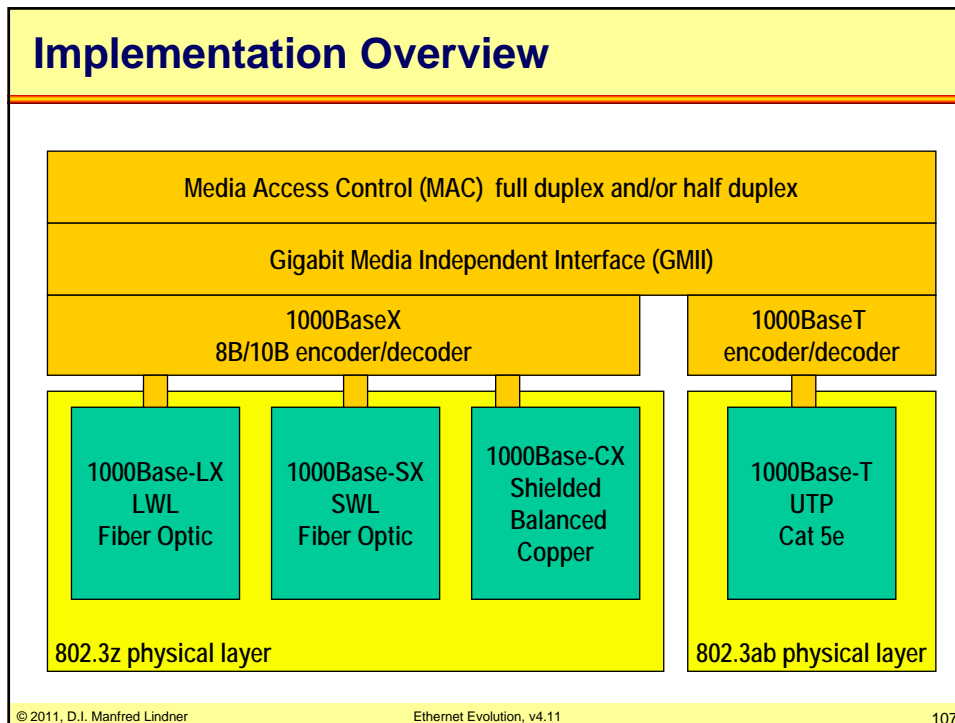 Implementation Overview
Media Access Control (MAC) full duplex and/or half duplex
Gigabit Media Independent Interface (GMII)
1000BaseX
8B/10B encoder/decoder
1000BaseT
encoder/decoder
1000Base-LX
LWL
Fiber Optic
1000Base-SX
SWL
Fiber Optic
1000Base-CX
Shielded
Balanced
Copper
1000Base-T
UTP
Cat 5e
802.3z physical layer
802.3ab physical layer
© 2011, D.I. Manfred Lindner
Ethernet Evolution, v4.11
107